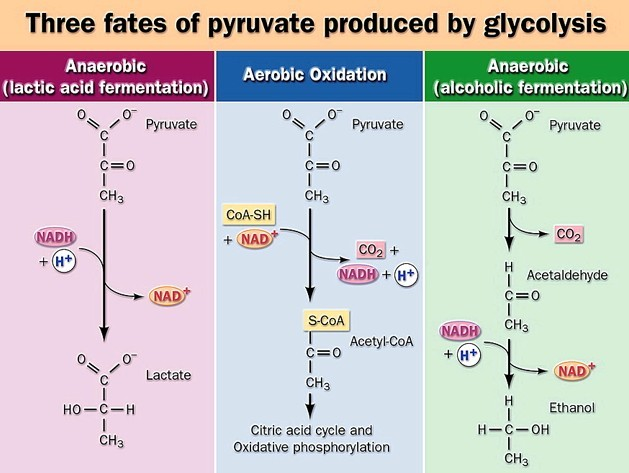 Three fates of pyruvate produced by glycolysis
Anaerobic
(lactic acid fermentation)
O O⁻ Pyruvate
C
C=O
CH₃
NADH
+ H⁺
NAD⁺
O O⁻ Lactate
C
HO–C–H
CH₃
Aerobic Oxidation
O O⁻ Pyruvate
C
C=O
CH₃
CoA-SH
+ NAD⁺
CO₂ +
NADH + H⁺
S-CoA
Acetyl-CoA
C=O
CH₃
Citric acid cycle and
Oxidative phosphorylation
Anaerobic
(alcoholic fermentation)
O O⁻ Pyruvate
C
C=O
CH₃
CO₂
H
Acetaldehyde
C=O
CH₃
NADH
+ H⁺
NAD⁺
H
Ethanol
H–C–OH
CH₃